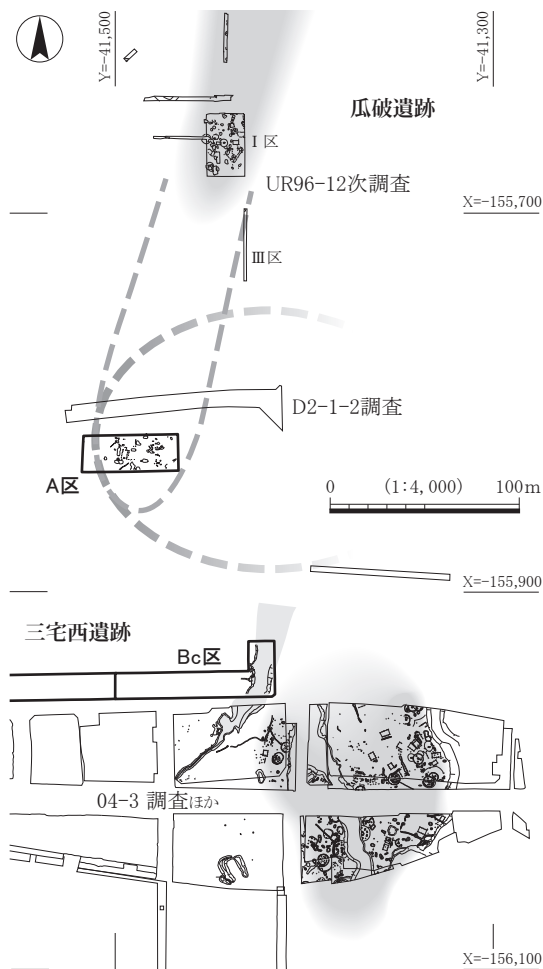 Y=-41,500
Y=-41,300
瓜破遺跡
Ⅰ区
UR96-12次調査
X=-155,700
Ⅲ区
D2-1-2調査
A区
0 (1:4,000) 100m
X=-155,900
三宅西遺跡
Bc区
04-3 調査ほか
X=-156,100